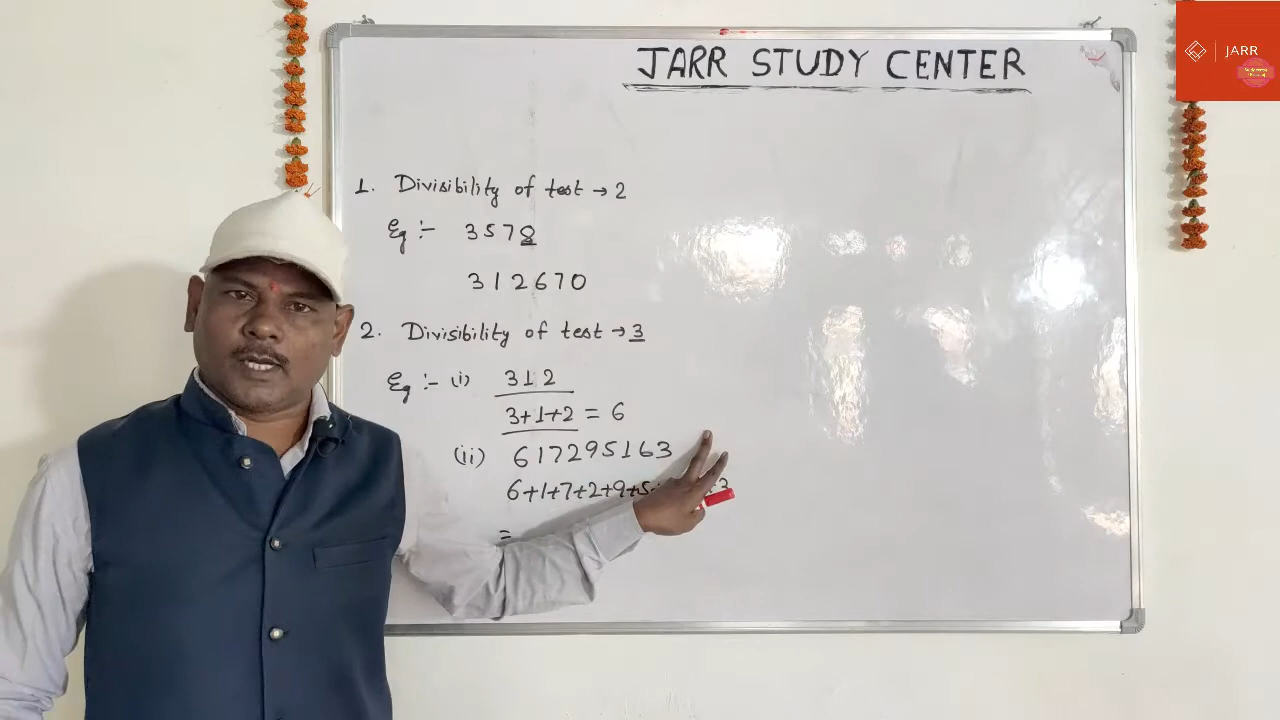 JARR STUDY CENTER
JARR
1. Divisibility of test → 2
Eg :- 3578
312670
2. Divisibility of test → 3
Eg :- (i) 312
3+1+2 = 6
(ii) 617295163
6+1+7+2+9+5
=